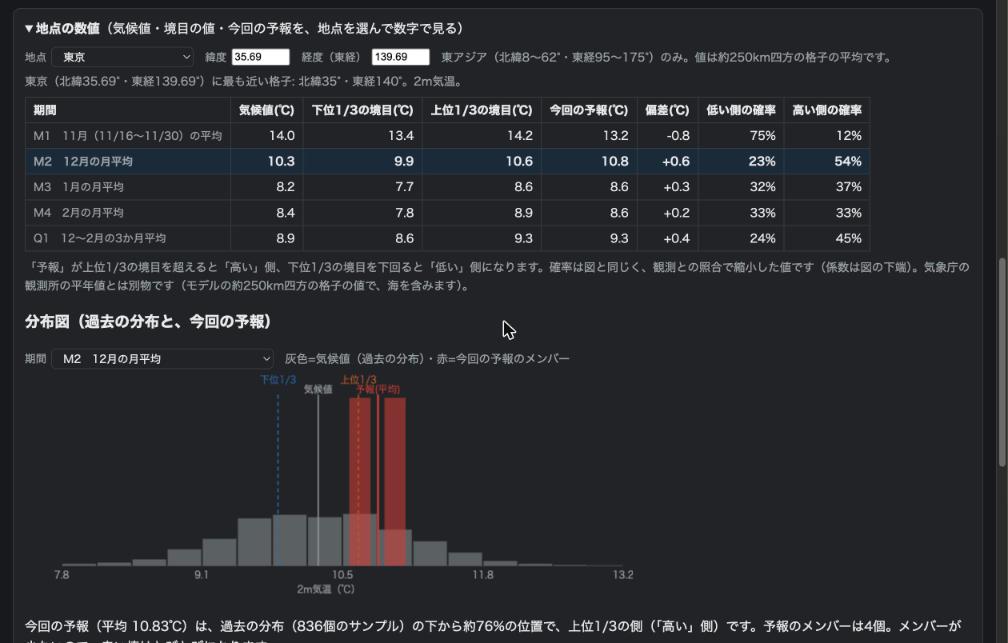 ▼地点の数値（気候値・境目の値・今回の予報を、地点を選んで数字で見る）
地点 東京 緯度 35.69 経度（東経） 139.69 東アジア（北緯8〜62°・東経95〜175°）のみ。値は約250km四方の格子の平均です。
東京（北緯35.69°・東経139.69°）に最も近い格子: 北緯35°・東経140°。2m気温。
期間 気候値(℃) 下位1/3の境目(℃) 上位1/3の境目(℃) 今回の予報(℃) 偏差(℃) 低い側の確率 高い側の確率
M1 11月（11/16〜11/30）の平均 14.0 13.4 14.2 13.2 -0.8 75% 12%
M2 12月の月平均 10.3 9.9 10.6 10.8 +0.6 23% 54%
M3 1月の月平均 8.2 7.7 8.6 8.6 +0.3 32% 37%
M4 2月の月平均 8.4 7.8 8.9 8.6 +0.2 33% 33%
Q1 12〜2月の3か月平均 8.9 8.6 9.3 9.3 +0.4 24% 45%
「予報」が上位1/3の境目を超えると「高い」側、下位1/3の境目を下回ると「低い」側になります。確率は図と同じく、観測との照合で縮小した値です（係数は図の下端）。気象庁の
観測所の平年値とは別物です（モデルの約250km四方の格子の値で、海を含みます）。
分布図（過去の分布と、今回の予報）
期間 M2 12月の月平均 灰色=気候値（過去の分布）・赤=今回の予報のメンバー
下位1/3 上位1/3
気候値 予報(平均)
7.8 9.1 10.5 11.8 13.2
2m気温（℃）
今回の予報（平均 10.83℃）は、過去の分布（836個のサンプル）の下から約76%の位置で、上位1/3の側（「高い」側）です。予報のメンバーは4個。メンバーが